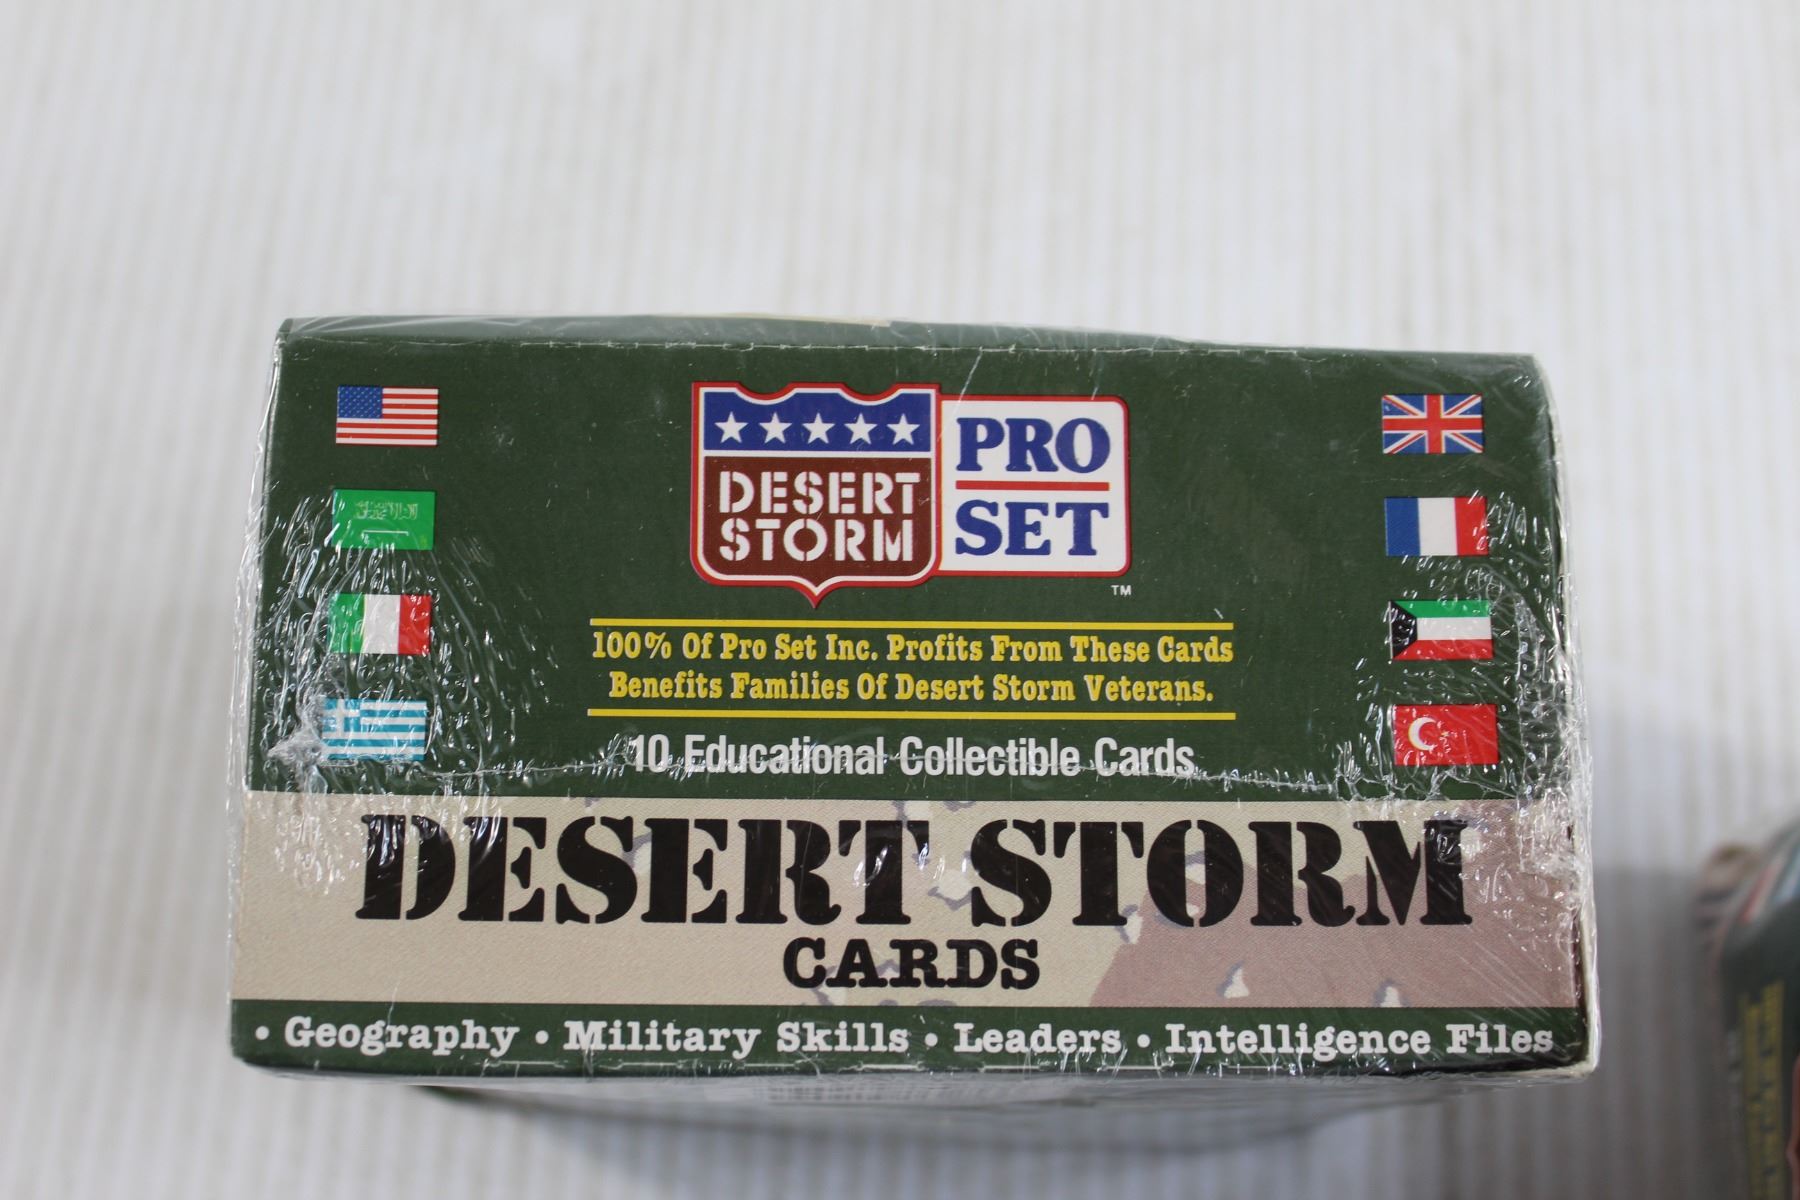 DESERT
STORM
PRO
SET
™
100% Of Pro Set Inc. Profits From These Cards
Benefits Families Of Desert Storm Veterans.
10 Educational Collectible Cards
DESERT STORM
CARDS
• Geography • Military Skills • Leaders • Intelligence Files